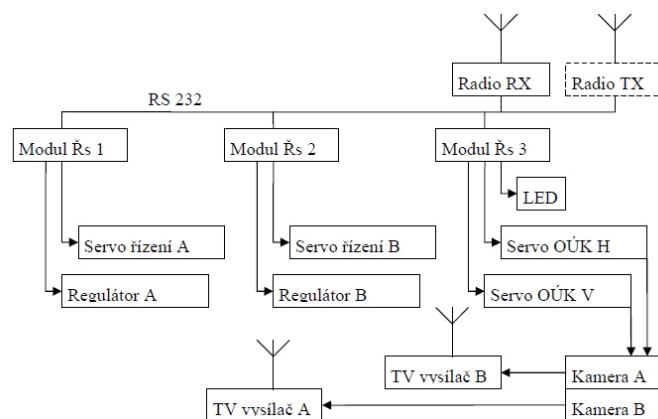 Radio RX
Radio TX
RS 232
Modul Řs 1
Modul Řs 2
Modul Řs 3
LED
Servo řízení A
Servo řízení B
Servo OÚK H
Regulátor A
Regulátor B
Servo OÚK V
TV vysílač B
Kamera A
TV vysílač A
Kamera B